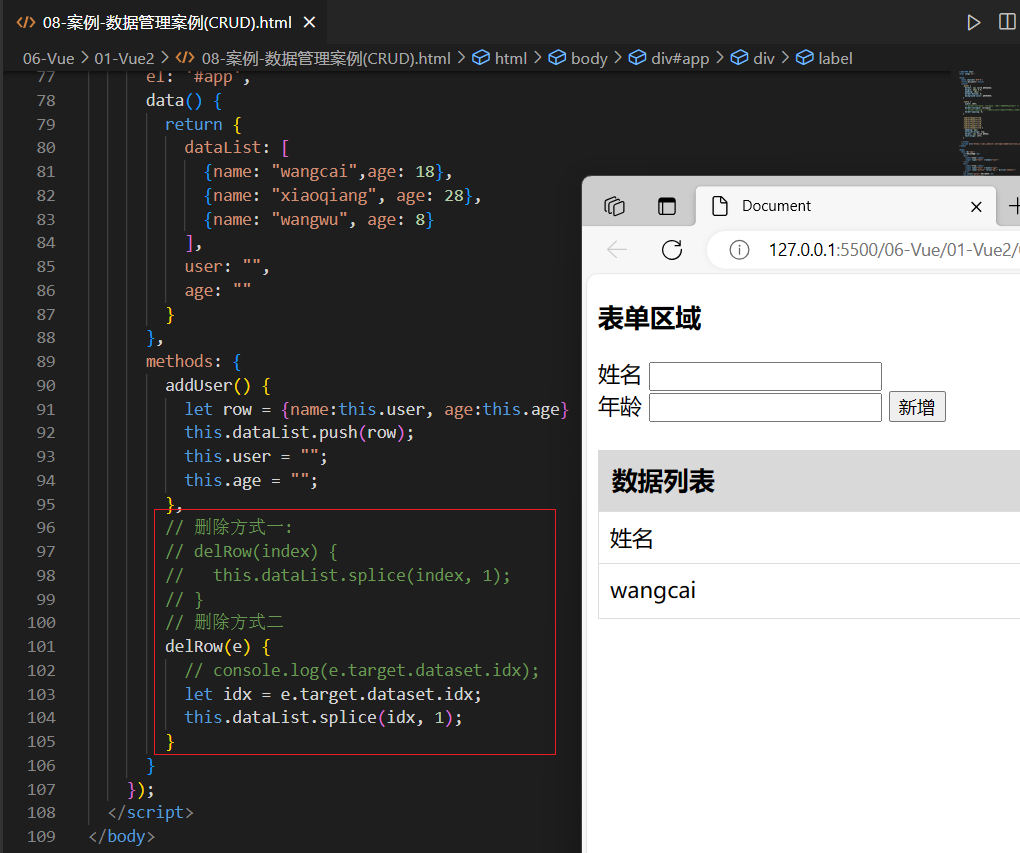 08-案例-数据管理案例(CRUD).html
06-Vue > 01-Vue2 > 08-案例-数据管理案例(CRUD).html > html > body > div#app > div > label
77 el: '#app',
78 data() {
79 return {
80 dataList: [
81 {name: "wangcai",age: 18},
82 {name: "xiaoqiang", age: 28},
83 {name: "wangwu", age: 8}
84 ],
85 user: "",
86 age: ""
87 }
88 },
89 methods: {
90 addUser() {
91 let row = {name:this.user, age:this.age}
92 this.dataList.push(row);
93 this.user = "";
94 this.age = "";
95 },
96 // 删除方式一:
97 // delRow(index) {
98 //   this.dataList.splice(index, 1);
99 // }
100 // 删除方式二
101 delRow(e) {
102 // console.log(e.target.dataset.idx);
103 let idx = e.target.dataset.idx;
104 this.dataList.splice(idx, 1);
105 }
106 }
107 });
108 </script>
109 </body>
Document
127.0.0.1:5500/06-Vue/01-Vue2/
表单区域
姓名
年龄 新增
数据列表
姓名
wangcai